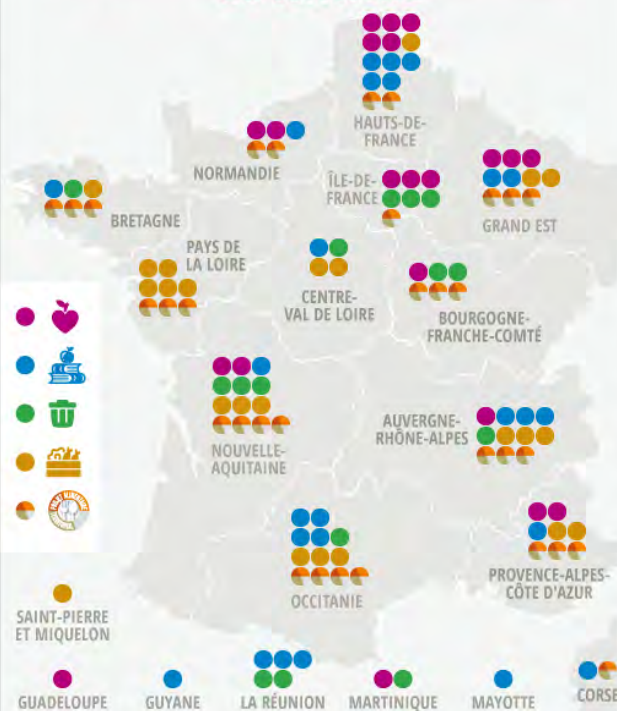 HAUTS-DE-
FRANCE
NORMANDIE
ÎLE-DE-
FRANCE
GRAND EST
BRETAGNE
PAYS DE
LA LOIRE
CENTRE-
VAL DE LOIRE
BOURGOGNE-
FRANCHE-COMTÉ
AUVERGNE-
RHÔNE-ALPES
NOUVELLE-
AQUITAINE
OCCITANIE
PROVENCE-ALPES-
CÔTE D'AZUR
SAINT-PIERRE
ET MIQUELON
GUADELOUPE
GUYANE
LA RÉUNION
MARTINIQUE
MAYOTTE
CORSE